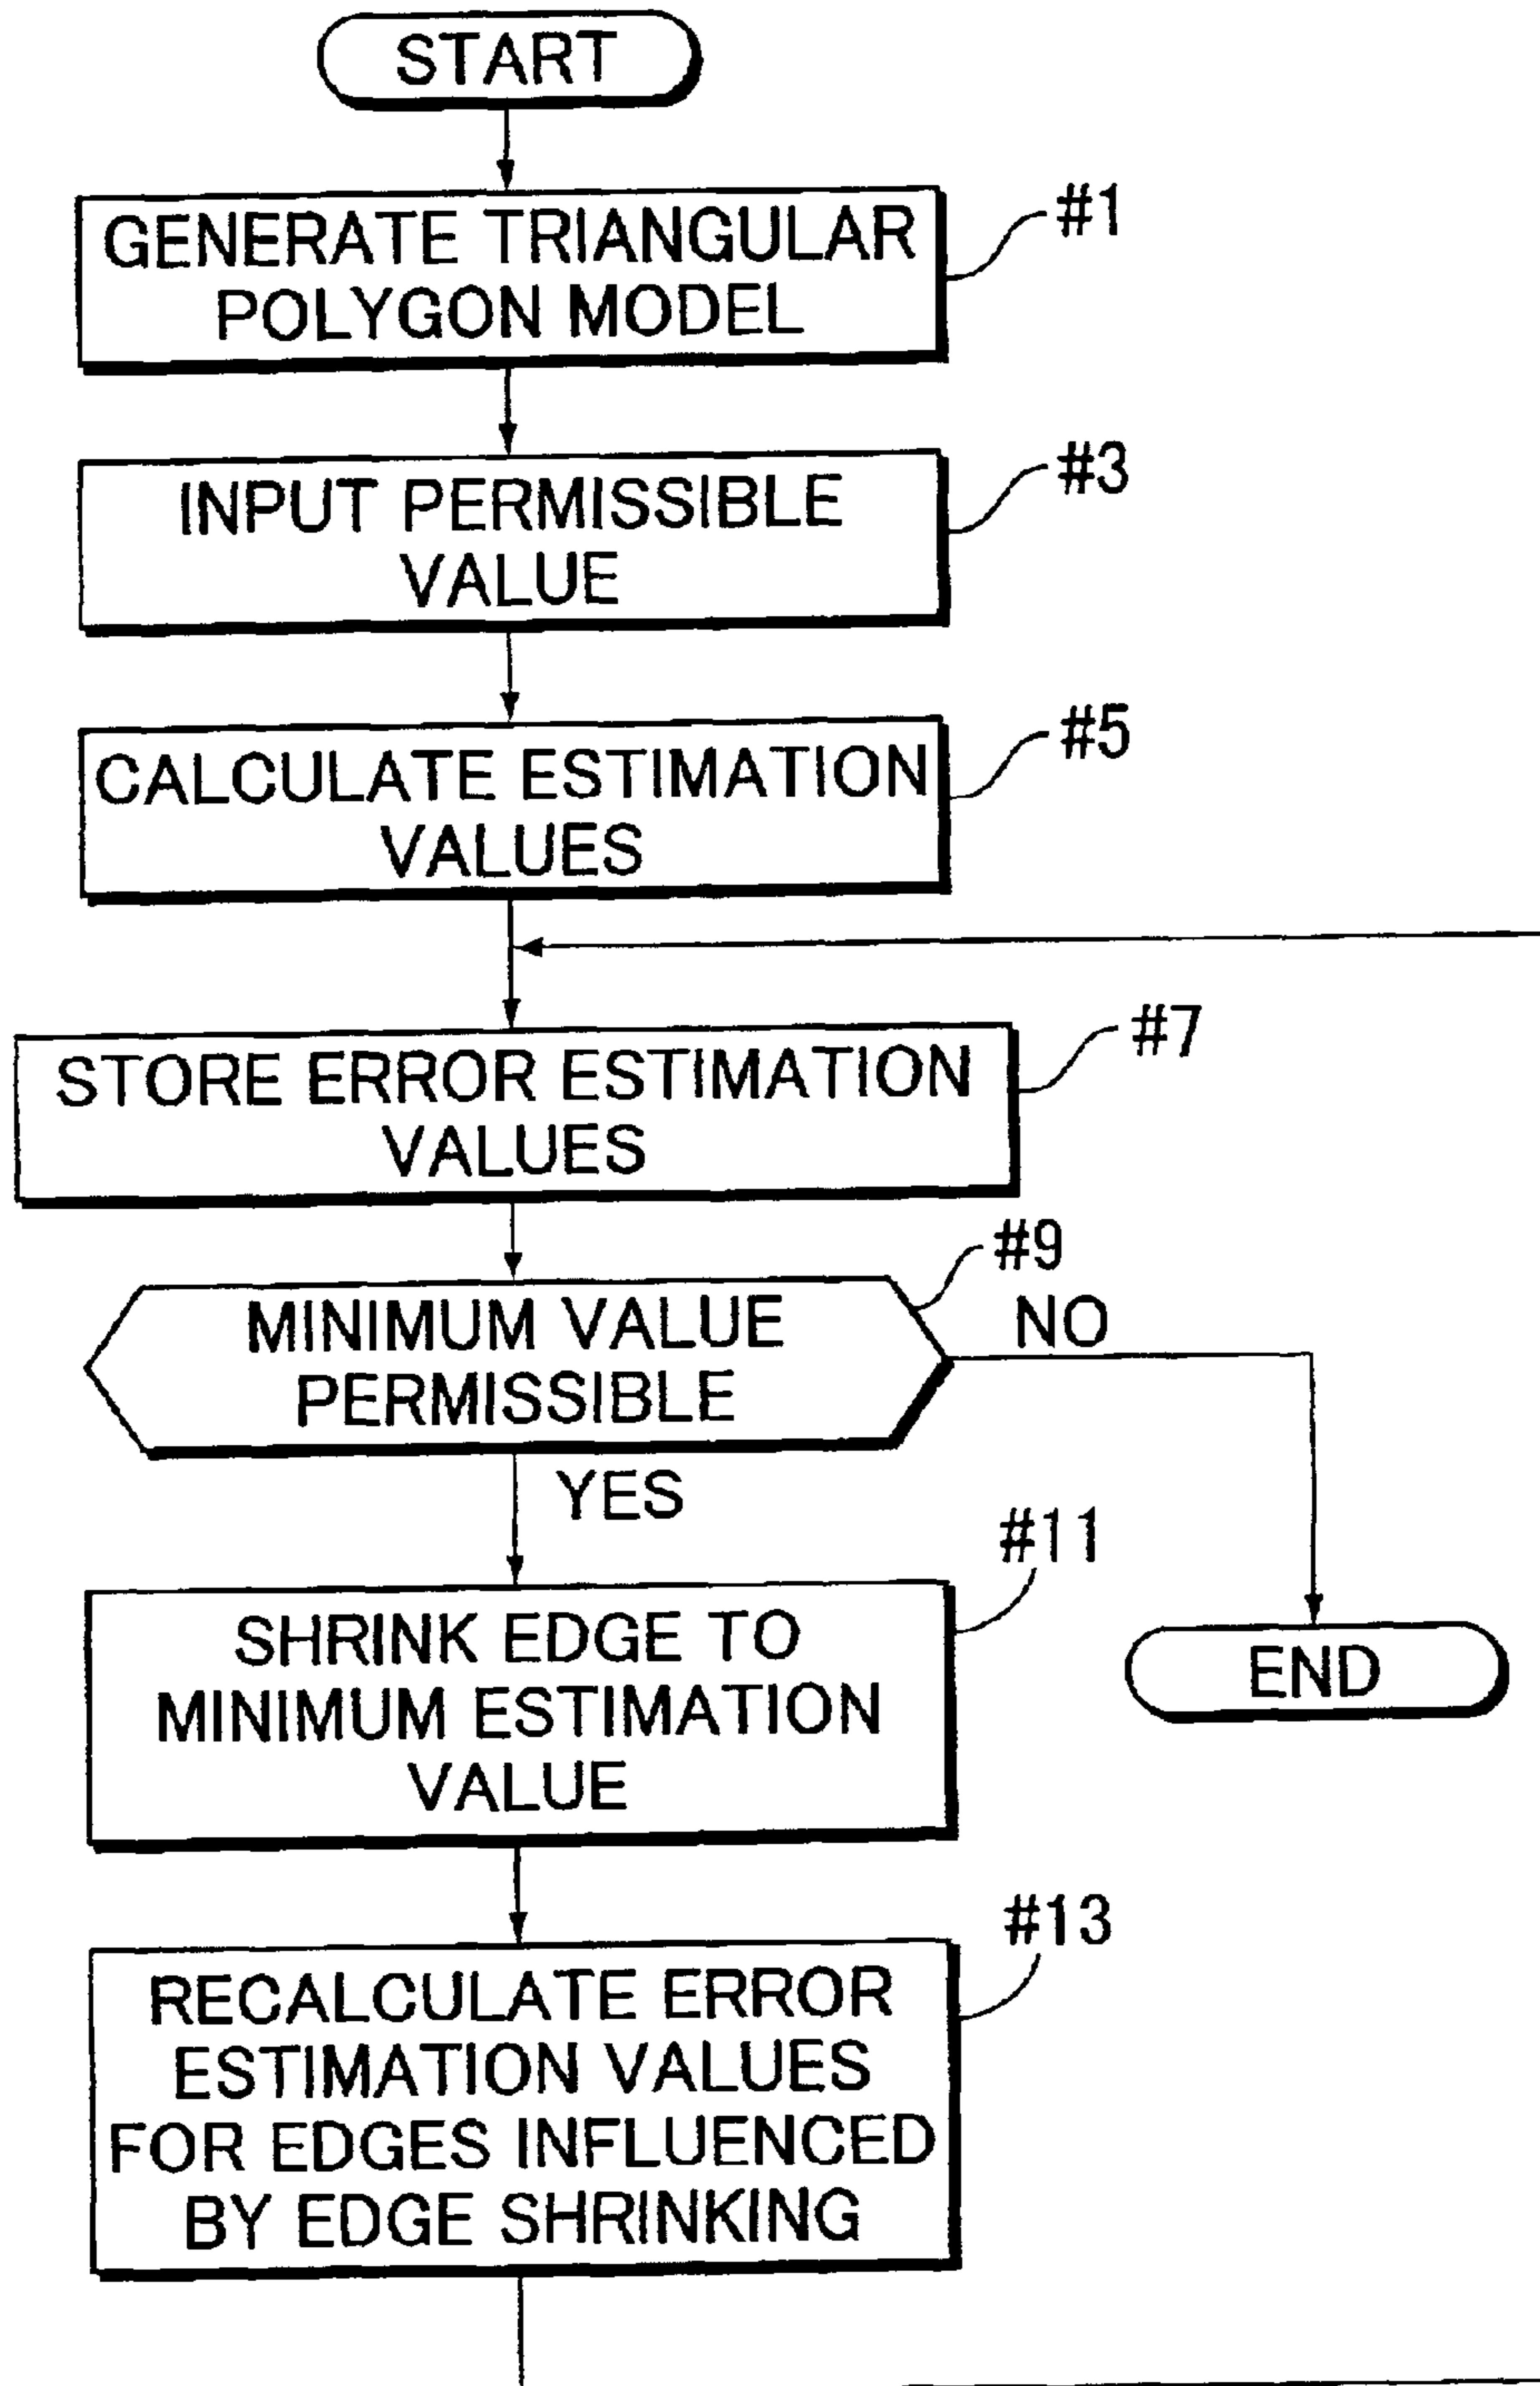 START
GENERATE TRIANGULAR
POLYGON MODEL
#1
INPUT PERMISSIBLE
VALUE
#3
CALCULATE ESTIMATION
VALUES
#5
STORE ERROR ESTIMATION
VALUES
#7
MINIMUM VALUE
PERMISSIBLE
#9
NO
YES
SHRINK EDGE TO
MINIMUM ESTIMATION
VALUE
#11
END
RECALCULATE ERROR
ESTIMATION VALUES
FOR EDGES INFLUENCED
BY EDGE SHRINKING
#13